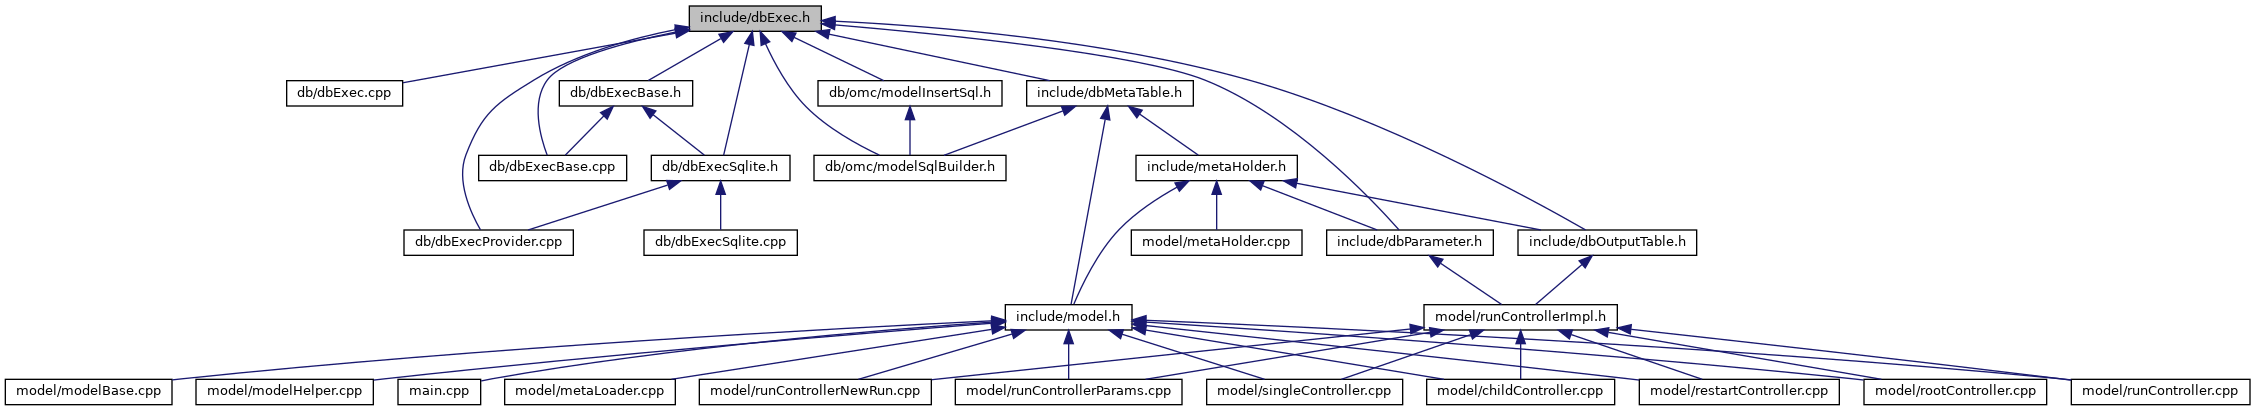 include/dbExec.h
db/dbExec.cpp
db/dbExecBase.h
db/omc/modelInsertSql.h
include/dbMetaTable.h
db/dbExecBase.cpp
db/dbExecSqlite.h
db/omc/modelSqlBuilder.h
include/metaHolder.h
db/dbExecProvider.cpp
db/dbExecSqlite.cpp
model/metaHolder.cpp
include/dbParameter.h
include/dbOutputTable.h
include/model.h
model/runControllerImpl.h
model/modelBase.cpp
model/modelHelper.cpp
main.cpp
model/metaLoader.cpp
model/runControllerNewRun.cpp
model/runControllerParams.cpp
model/singleController.cpp
model/childController.cpp
model/restartController.cpp
model/rootController.cpp
model/runController.cpp